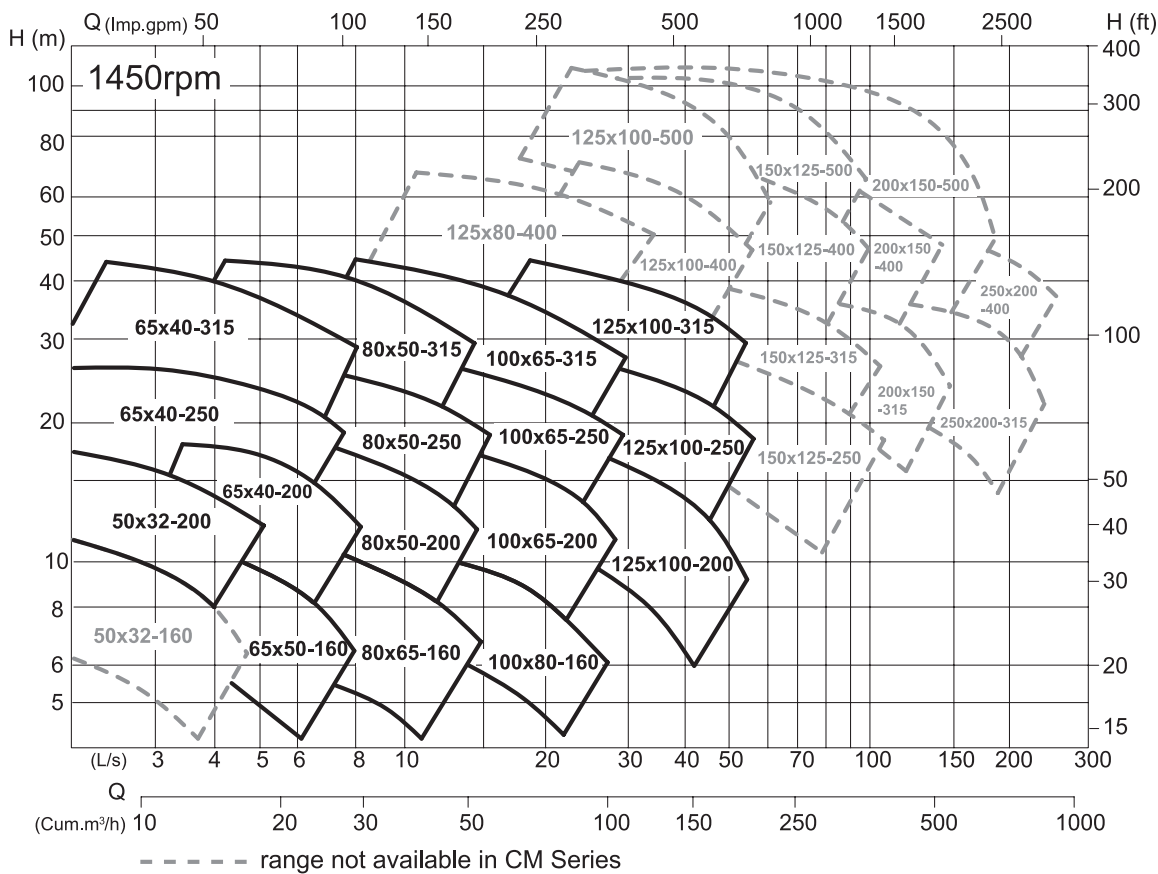 Q (Imp.gpm) 50 100 150 250 500 1000 1500 2500
H (m) H (ft)
1450rpm
400
100
300
80
70
60
50
40
30
20
10
8
6
5
200
100
50
40
30
20
15
125x100-500
150x125-500
200x150-500
125x80-400
125x100-400
150x125-400
200x150
-400
250x200
-400
65x40-315
80x50-315
100x65-315
125x100-315
150x125-315
200x150
-315
250x200-315
65x40-250
80x50-250
100x65-250
125x100-250
150x125-250
65x40-200
50x32-200
80x50-200
100x65-200
125x100-200
50x32-160
65x50-160
80x65-160
100x80-160
(L/s) 3 4 5 6 8 10 20 30 40 50 70 100 150 200 300
Q
(Cum.m³/h) 10 20 30 50 100 150 250 500 1000
range not available in CM Series